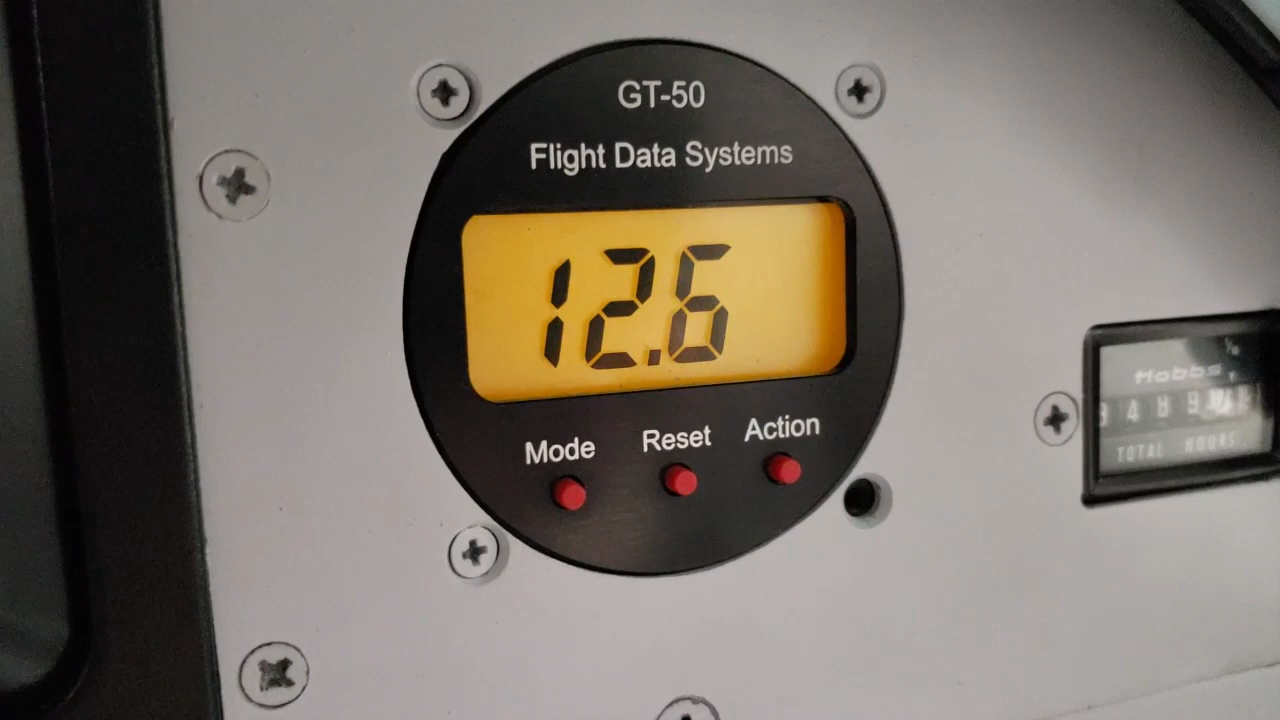 GT-50
Flight Data Systems
12.6
Mode Reset Action
Hobbs
TOTAL HOURS